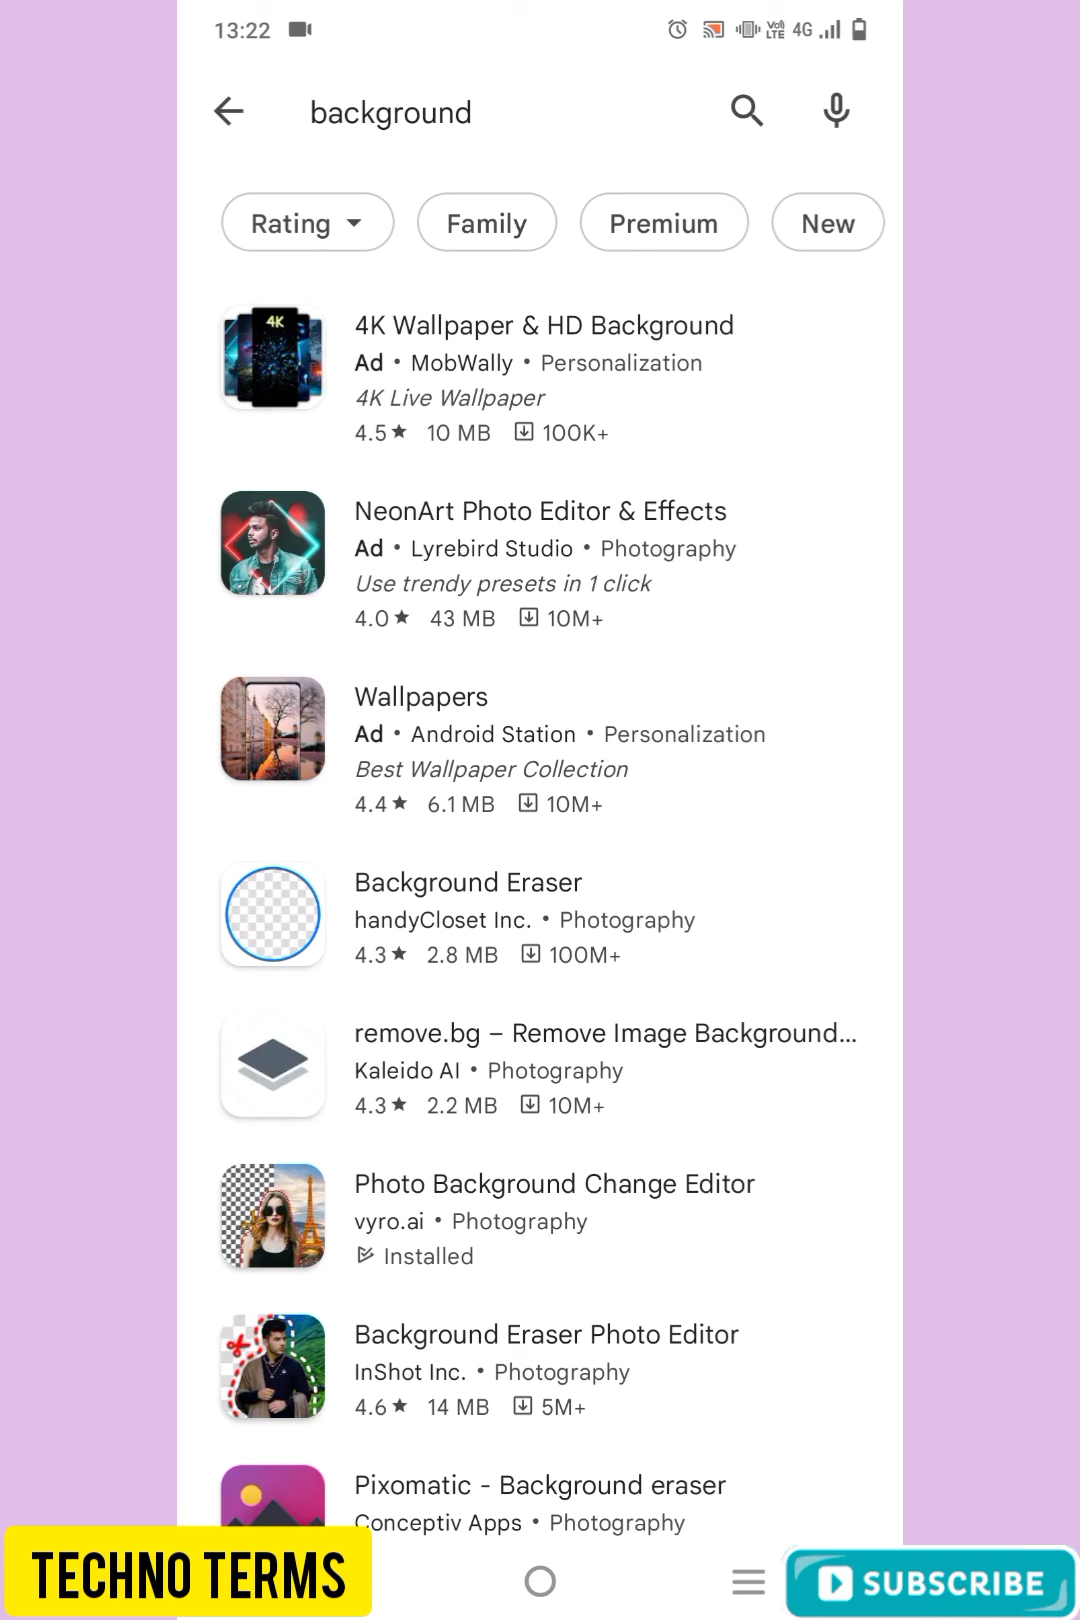 13:22 Vo) LTE 4G
background
Rating Family Premium New
4K
4K Wallpaper & HD Background
Ad • MobWally • Personalization
4K Live Wallpaper
4.5★ 10 MB 100K+
NeonArt Photo Editor & Effects
Ad • Lyrebird Studio • Photography
Use trendy presets in 1 click
4.0★ 43 MB 10M+
Wallpapers
Ad • Android Station • Personalization
Best Wallpaper Collection
4.4★ 6.1 MB 10M+
Background Eraser
handyCloset Inc. • Photography
4.3★ 2.8 MB 100M+
remove.bg – Remove Image Background...
Kaleido AI • Photography
4.3★ 2.2 MB 10M+
Photo Background Change Editor
vyro.ai • Photography
Installed
Background Eraser Photo Editor
InShot Inc. • Photography
4.6★ 14 MB 5M+
Pixomatic - Background eraser
Conceptiv Apps • Photography
TECHNO TERMS
SUBSCRIBE